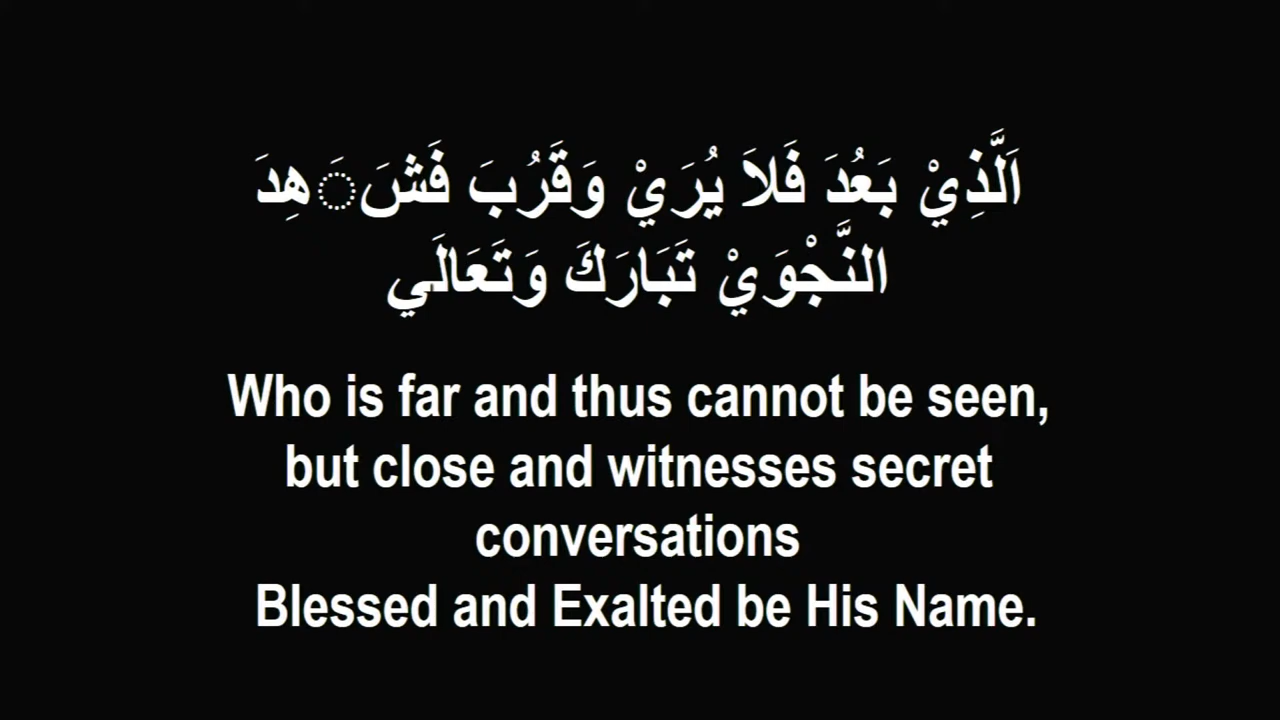 اَلَّذِيْ بَعُدَ فَلاَ يُرَيْ وَقَرُبَ فَشَ◌َهِدَ
النَّجْوَيْ تَبَارَكَ وَتَعَالَي
Who is far and thus cannot be seen,
but close and witnesses secret
conversations
Blessed and Exalted be His Name.